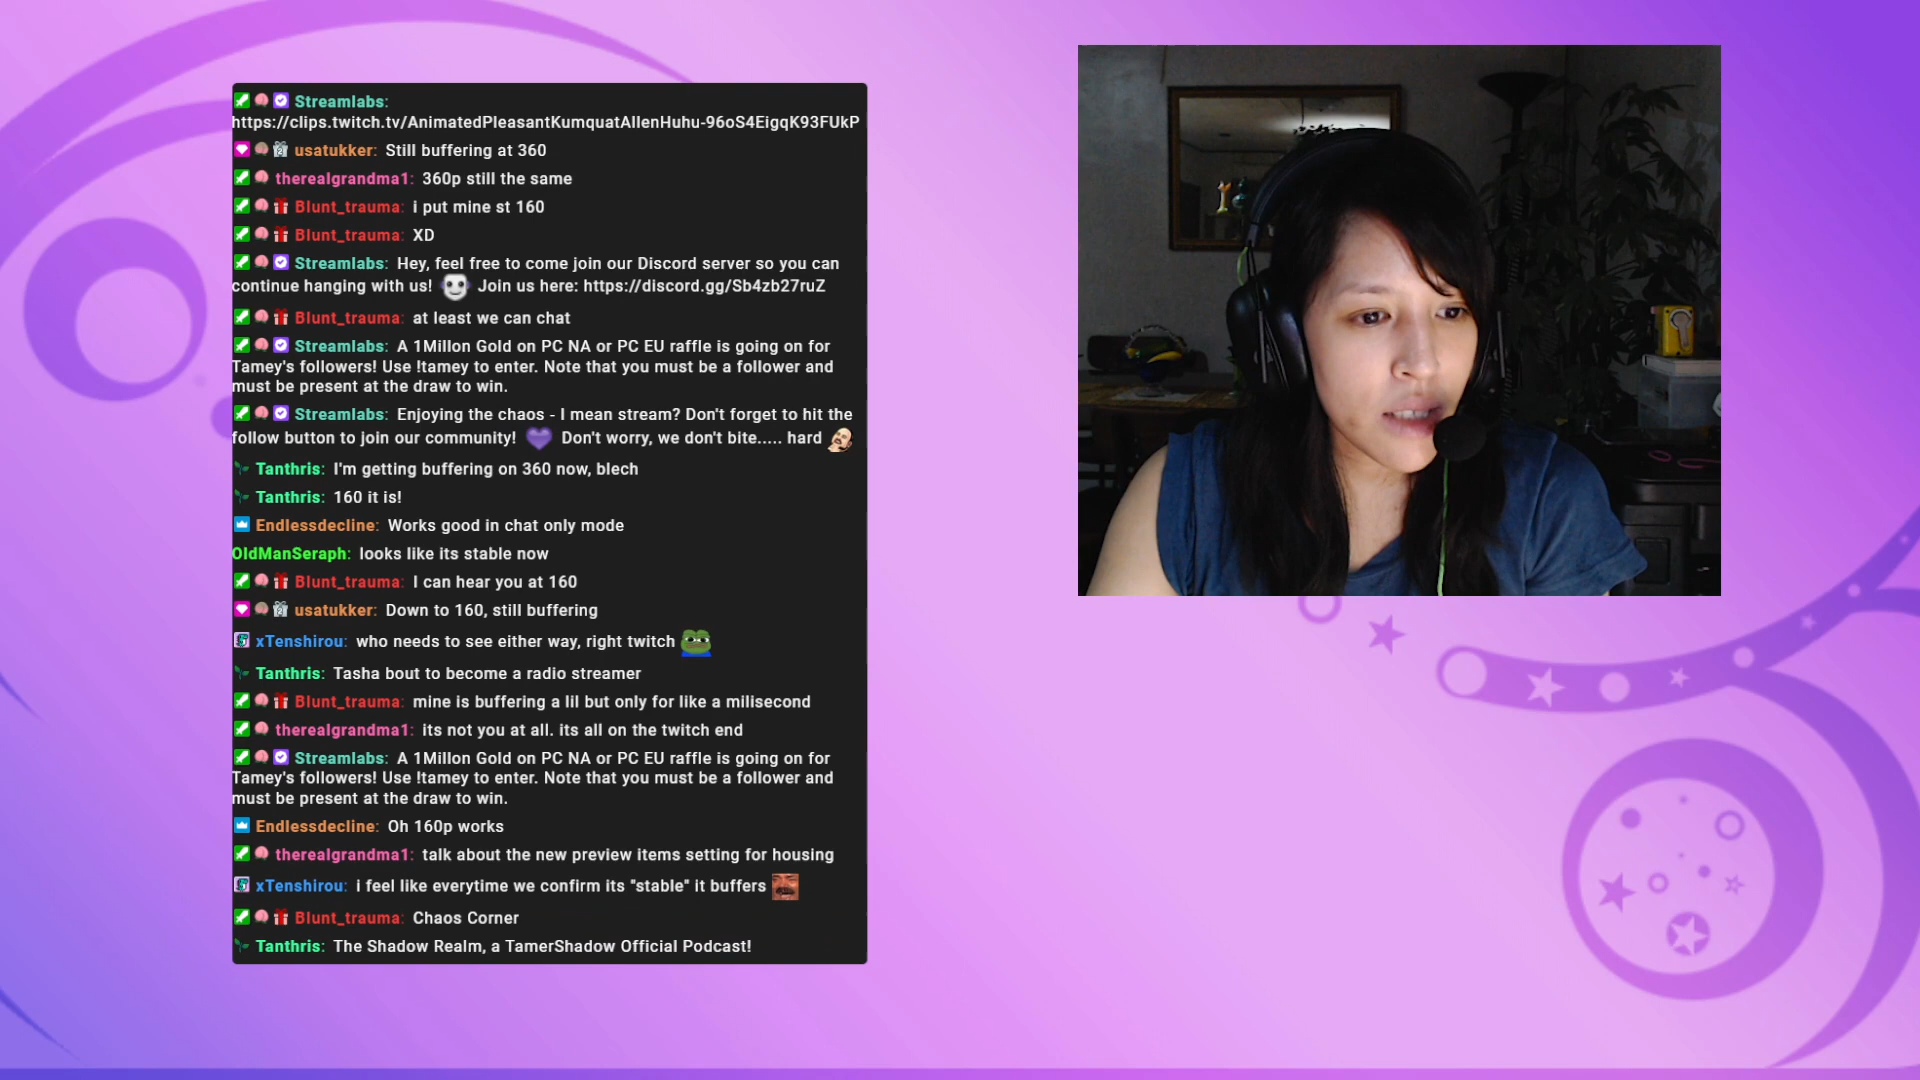 Streamlabs:
https://clips.twitch.tv/AnimatedPleasantKumquatAllenHuhu-96oS4EigqK93FUkP
usatukker: Still buffering at 360
therealgrandma1: 360p still the same
Blunt_trauma: i put mine st 160
Blunt_trauma: XD
Streamlabs: Hey, feel free to come join our Discord server so you can
continue hanging with us! Join us here: https://discord.gg/Sb4zb27ruZ
Blunt_trauma: at least we can chat
Streamlabs: A 1Millon Gold on PC NA or PC EU raffle is going on for
Tamey's followers! Use !tamey to enter. Note that you must be a follower and
must be present at the draw to win.
Streamlabs: Enjoying the chaos - I mean stream? Don't forget to hit the
follow button to join our community! Don't worry, we don't bite..... hard
Tanthris: I'm getting buffering on 360 now, blech
Tanthris: 160 it is!
Endlessdecline: Works good in chat only mode
OldManSeraph: looks like its stable now
Blunt_trauma: I can hear you at 160
usatukker: Down to 160, still buffering
xTenshirou: who needs to see either way, right twitch
Tanthris: Tasha bout to become a radio streamer
Blunt_trauma: mine is buffering a lil but only for like a milisecond
therealgrandma1: its not you at all. its all on the twitch end
Streamlabs: A 1Millon Gold on PC NA or PC EU raffle is going on for
Tamey's followers! Use !tamey to enter. Note that you must be a follower and
must be present at the draw to win.
Endlessdecline: Oh 160p works
therealgrandma1: talk about the new preview items setting for housing
xTenshirou: i feel like everytime we confirm its "stable" it buffers
Blunt_trauma: Chaos Corner
Tanthris: The Shadow Realm, a TamerShadow Official Podcast!